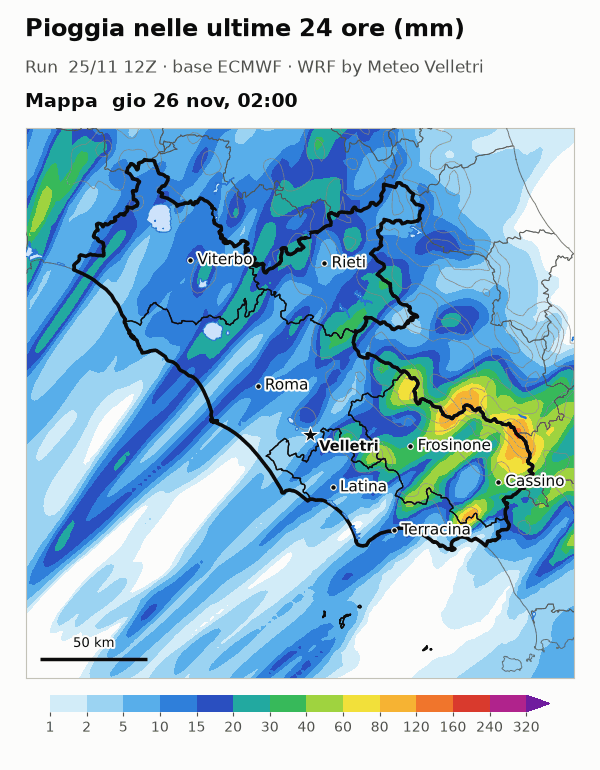 Pioggia nelle ultime 24 ore (mm)
Run  25/11 12Z · base ECMWF · WRF by Meteo Velletri
Mappa  gio 26 nov, 02:00
Viterbo
Rieti
Roma
Velletri
Frosinone
Cassino
Latina
Terracina
50 km
1 2 5 10 15 20 30 40 60 80 120 160 240 320